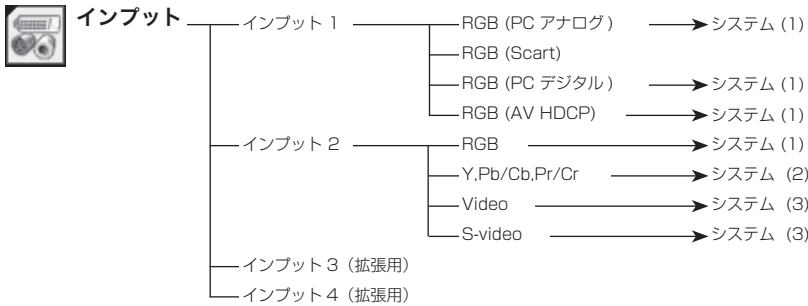 インプット インプット 1 RGB (PC アナログ) システム (1)
RGB (Scart)
RGB (PC デジタル) システム (1)
RGB (AV HDCP) システム (1)
インプット 2 RGB システム (1)
Y,Pb/Cb,Pr/Cr システム (2)
Video システム (3)
S-video システム (3)
インプット 3（拡張用）
インプット 4（拡張用）